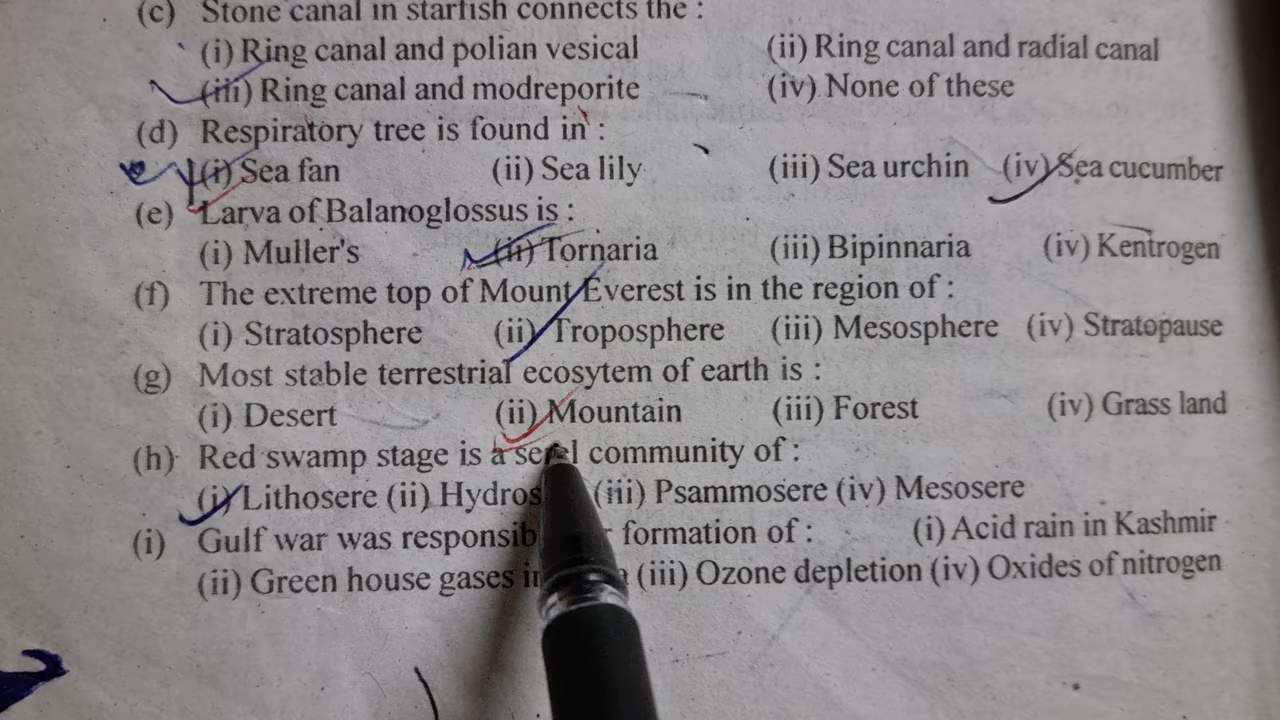 (c) Stone canal in starfish connects the :
(i) Ring canal and polian vesical (ii) Ring canal and radial canal
(iii) Ring canal and modreporite (iv) None of these
(d) Respiratory tree is found in :
(i) Sea fan (ii) Sea lily (iii) Sea urchin (iv) Sea cucumber
(e) Larva of Balanoglossus is :
(i) Muller's (ii) Tornaria (iii) Bipinnaria (iv) Kentrogen
(f) The extreme top of Mount Everest is in the region of :
(i) Stratosphere (ii) Troposphere (iii) Mesosphere (iv) Stratopause
(g) Most stable terrestrial ecosytem of earth is :
(i) Desert (ii) Mountain (iii) Forest (iv) Grass land
(h) Red swamp stage is a seral community of :
(i) Lithosere (ii) Hydros (iii) Psammosere (iv) Mesosere
(i) Gulf war was responsib formation of : (i) Acid rain in Kashmir
(ii) Green house gases in (iii) Ozone depletion (iv) Oxides of nitrogen